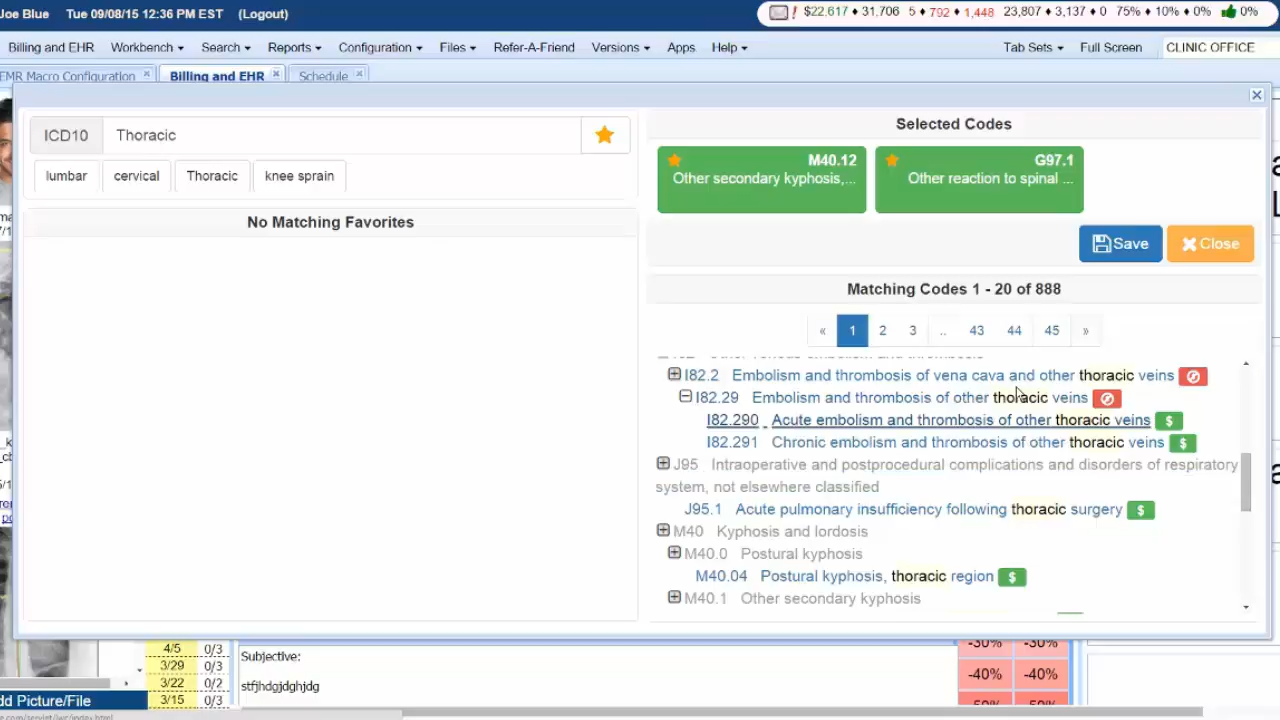 Joe Blue Tue 09/08/15 12:36 PM EST (Logout)
$22,617 ♦ 31,706 5 ♦ 792 ♦ 1,448 23,807 ♦ 3,137 ♦ 0 75% ♦ 10% ♦ 0% 0%
Billing and EHR Workbench Search Reports Configuration Files Refer-A-Friend Versions Apps Help Tab Sets Full Screen CLINIC OFFICE
EMR Macro Configuration Billing and EHR Schedule
ICD10 Thoracic
lumbar cervical Thoracic knee sprain
No Matching Favorites
Selected Codes
M40.12
Other secondary kyphosis,...
G97.1
Other reaction to spinal ...
Save Close
Matching Codes 1 - 20 of 888
« 1 2 3 .. 43 44 45 »
I82.2 Embolism and thrombosis of vena cava and other thoracic veins
I82.29 Embolism and thrombosis of other thoracic veins
I82.290 Acute embolism and thrombosis of other thoracic veins $
I82.291 Chronic embolism and thrombosis of other thoracic veins $
J95 Intraoperative and postprocedural complications and disorders of respiratory
system, not elsewhere classified
J95.1 Acute pulmonary insufficiency following thoracic surgery $
M40 Kyphosis and lordosis
M40.0 Postural kyphosis
M40.04 Postural kyphosis, thoracic region $
M40.1 Other secondary kyphosis
4/5 0/3
3/29 0/3
3/22 0/2
3/15 0/3
Subjective:
stfjhdgjdghjdg
-30% -30%
-40% -40%
dd Picture/File